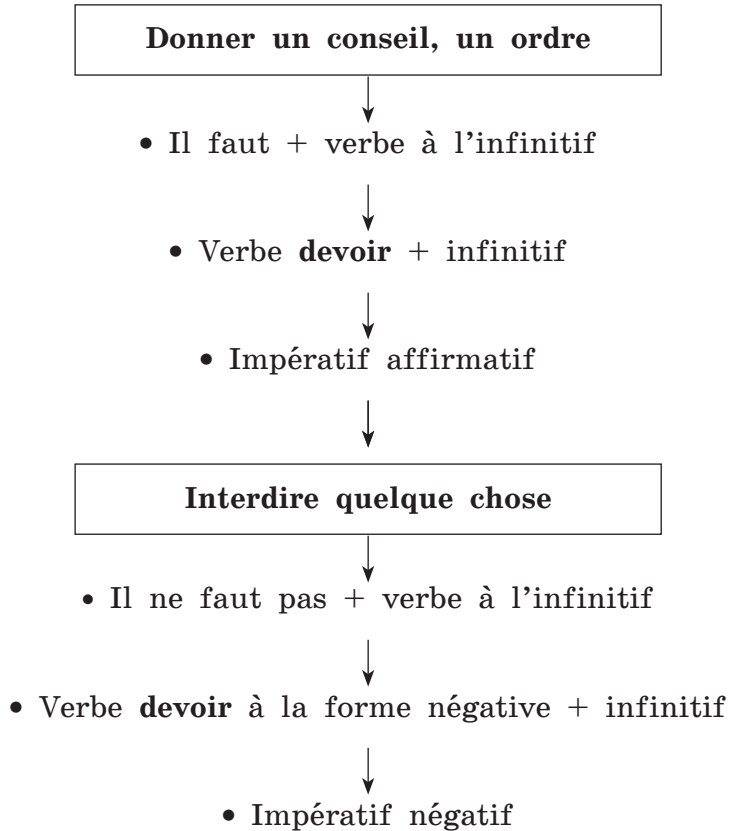 Donner un conseil, un ordre
• Il faut + verbe à l’infinitif
• Verbe devoir + infinitif
• Impératif affirmatif
Interdire quelque chose
• Il ne faut pas + verbe à l’infinitif
• Verbe devoir à la forme négative + infinitif
• Impératif négatif